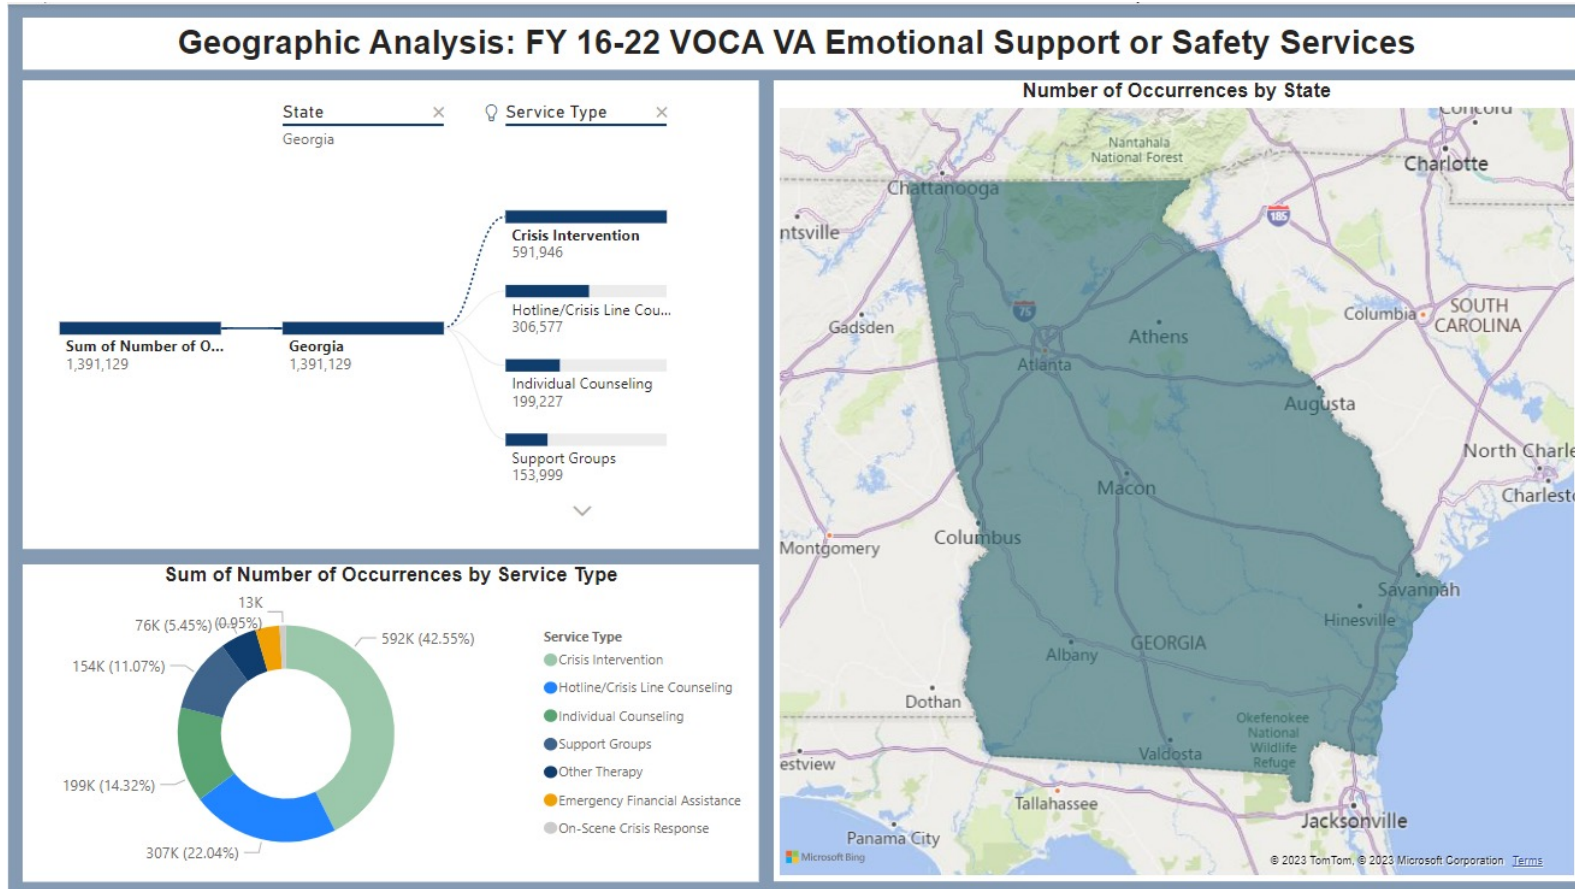 Geographic Analysis: FY 16-22 VOCA VA Emotional Support or Safety Services
State
Georgia
Service Type
Crisis Intervention
591,946
Hotline/Crisis Line Cou...
306,577
Sum of Number of O...
1,391,129
Georgia
1,391,129
Individual Counseling
199,227
Support Groups
153,999
Sum of Number of Occurrences by Service Type
13K
(0.95%)
76K (5.45%)
592K (42.55%)
154K (11.07%)
199K (14.32%)
307K (22.04%)
Service Type
Crisis Intervention
Hotline/Crisis Line Counseling
Individual Counseling
Support Groups
Other Therapy
Emergency Financial Assistance
On-Scene Crisis Response
Number of Occurrences by State
Concord
Nantahala
National Forest
Charlotte
Chattanooga
185
ntsville
75
SOUTH
CAROLINA
Columbia
Gadsden
Athens
Atlanta
Augusta
North Charle
Charlesto
Macon
Columbus
Montgomery
Savannah
Hinesville
GEORGIA
Albany
Dothan
Okefenokee
National
Wildlife
Refuge
Valdosta
estview
Tallahassee
Jacksonville
Panama City
Microsoft Bing
© 2023 TomTom, © 2023 Microsoft Corporation Terms